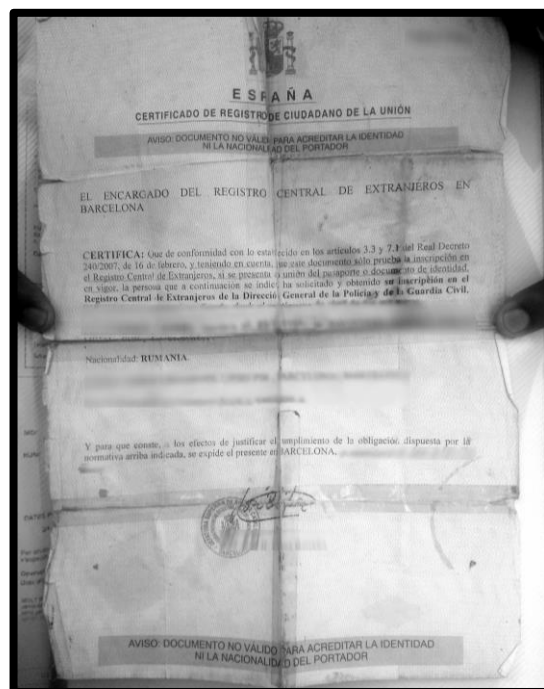 ESPAÑA
CERTIFICADO DE REGISTRO DE CIUDADANO DE LA UNIÓN
AVISO: DOCUMENTO NO VÁLIDO PARA ACREDITAR LA IDENTIDAD
NI LA NACIONALIDAD DEL PORTADOR
EL ENCARGADO DEL REGISTRO CENTRAL DE EXTRANJEROS EN
BARCELONA
CERTIFICA: Que de conformidad con lo establecido en los artículos 3.3 y 7.1 del Real Decreto
240/2007, de 16 de febrero, y teniendo en cuenta, que este documento sólo prueba la inscripción en
el Registro Central de Extranjeros, si se presenta en unión del pasaporte o documento de identidad,
en vigor, la persona que a continuación se indica ha solicitado y obtenido su inscripción en el
Registro Central de Extranjeros de la Direcció General de la Policía y de la Guardia Civil,
Nacionalidad: RUMANIA
Y para que conste, a los efectos de justificar el cumplimiento de la obligación, dispuesta por la
normativa arriba indicada, se expide el presente en BARCELONA,
AVISO: DOCUMENTO NO VÁLIDO PARA ACREDITAR LA IDENTIDAD
NI LA NACIONALIDAD DEL PORTADOR